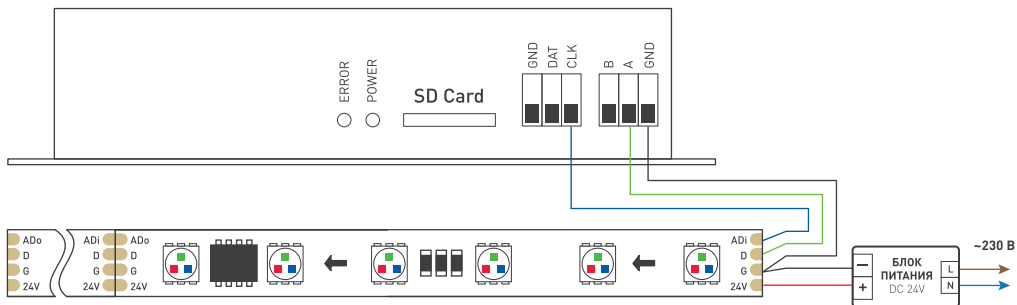 ERROR
POWER
SD Card
GND
DAT
CLK
B
A
GND
ADo
D
G
24V
ADi
D
G
24V
ADo
D
G
24V
ADi
D
G
24V
−
+
БЛОК
ПИТАНИЯ
DC 24V
L
N
~230 В